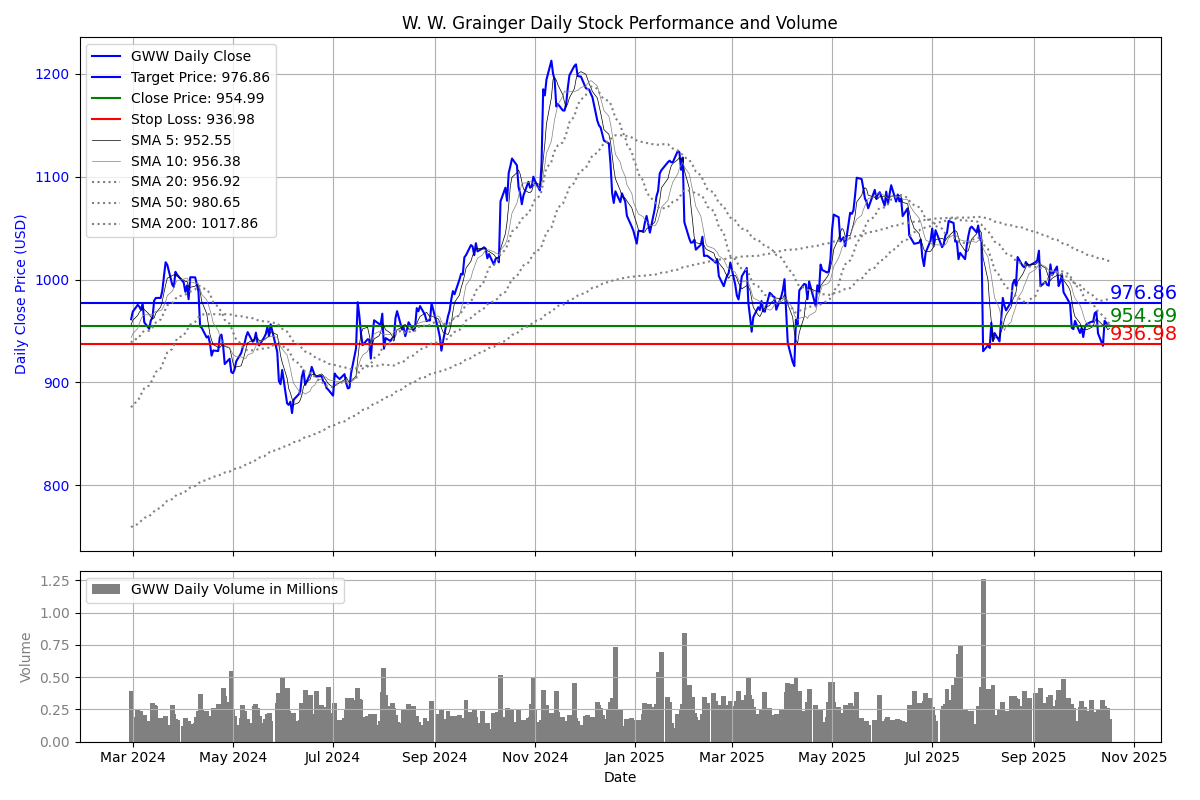 W. W. Grainger Daily Stock Performance and Volume
GWW Daily Close
Target Price: 976.86
Close Price: 954.99
Stop Loss: 936.98
SMA 5: 952.55
SMA 10: 956.38
SMA 20: 956.92
SMA 50: 980.65
SMA 200: 1017.86
Daily Close Price (USD)
1200
1100
1000
900
800
976.86
954.99
936.98
GWW Daily Volume in Millions
Volume
1.25
1.00
0.75
0.50
0.25
0.00
Mar 2024 May 2024 Jul 2024 Sep 2024 Nov 2024 Jan 2025 Mar 2025 May 2025 Jul 2025 Sep 2025 Nov 2025
Date